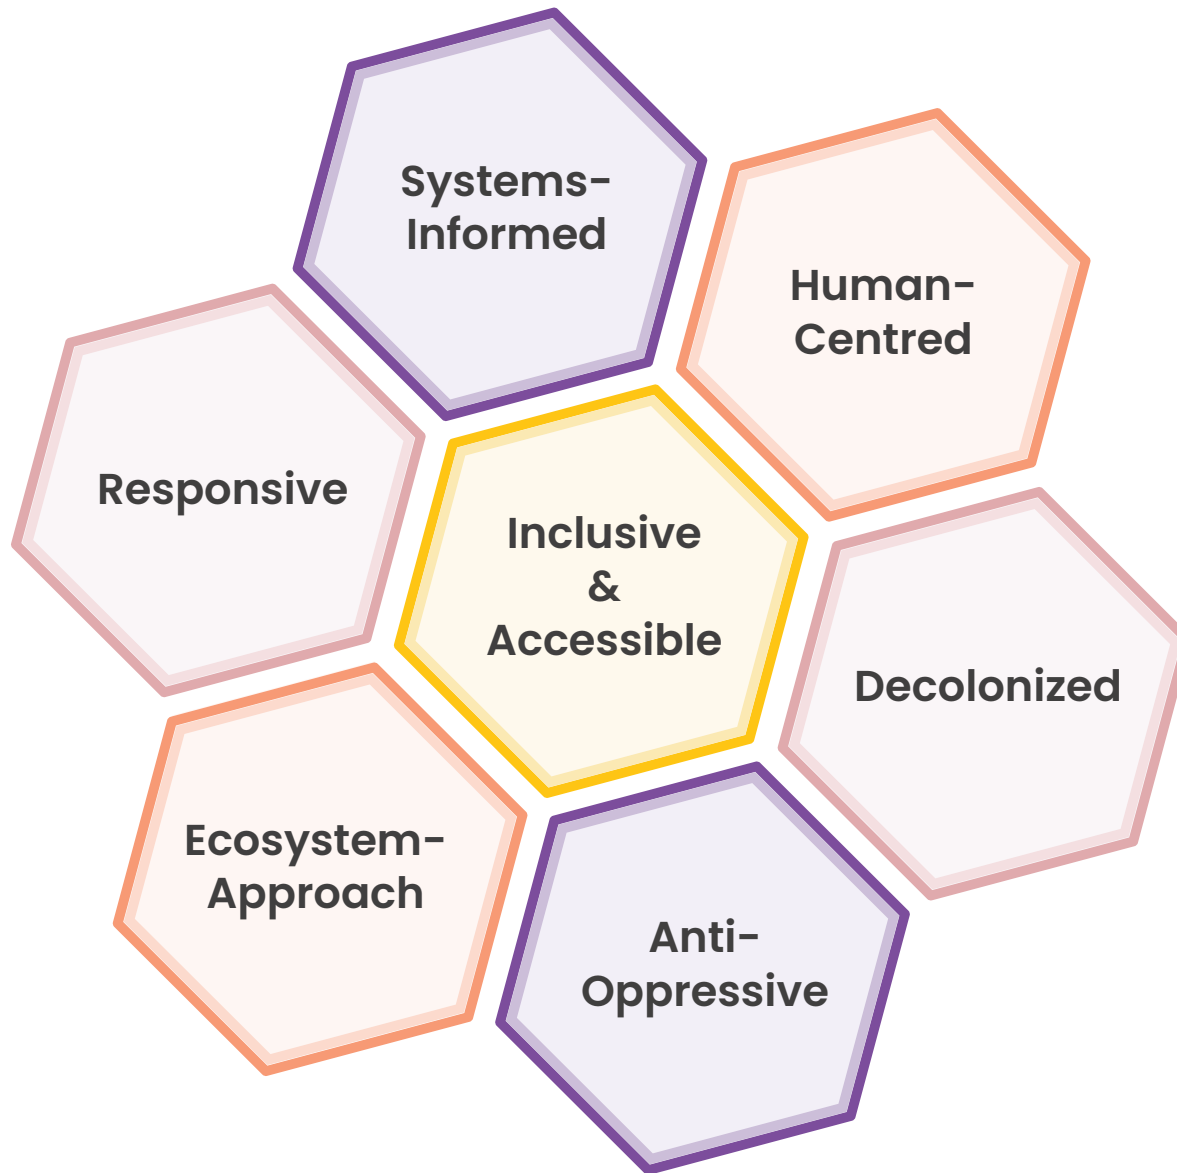 Systems-
Informed
Human-
Centred
Responsive
Inclusive
&
Accessible
Decolonized
Ecosystem-
Approach
Anti-
Oppressive